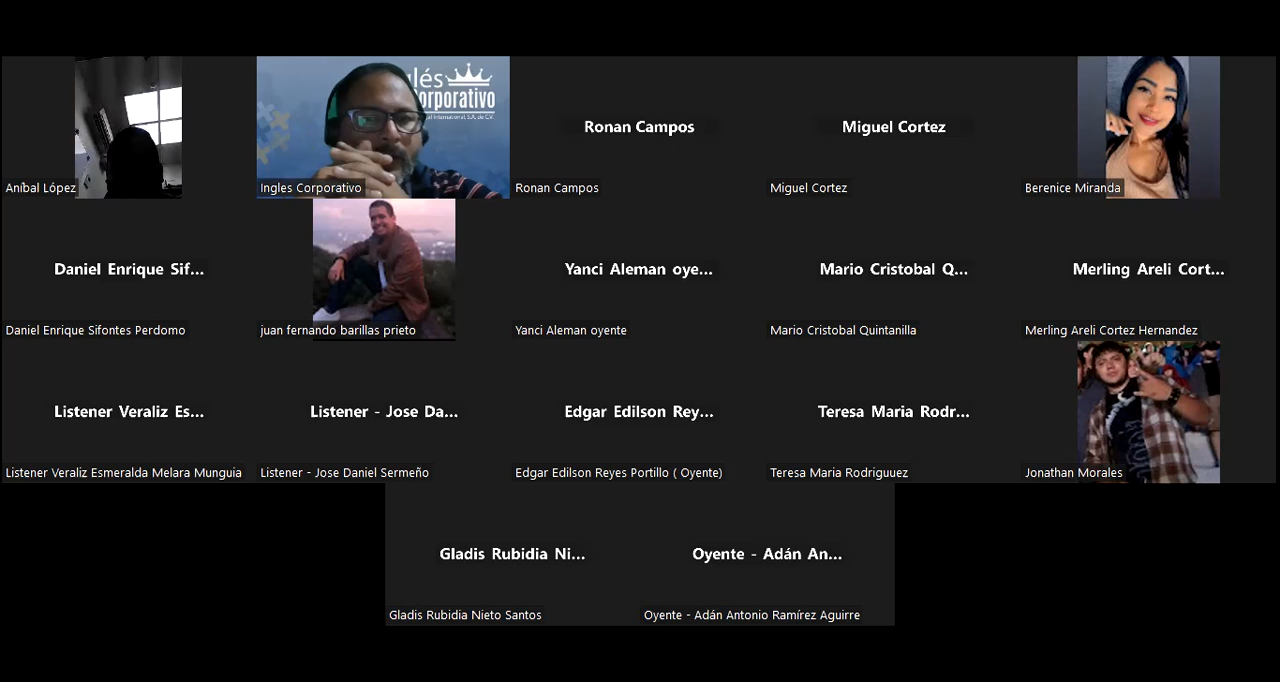 Aníbal López
lés
orporativo
Ingles Corporativo
Ronan Campos
Ronan Campos
Miguel Cortez
Miguel Cortez
Berenice Miranda
Daniel Enrique Sif...
Daniel Enrique Sifontes Perdomo
juan fernando barillas prieto
Yanci Aleman oye...
Yanci Aleman oyente
Mario Cristobal Q...
Mario Cristobal Quintanilla
Merling Areli Cort...
Merling Areli Cortez Hernandez
Listener Veraliz Es...
Listener Veraliz Esmeralda Melara Munguia
Listener - Jose Da...
Listener - Jose Daniel Sermeño
Edgar Edilson Rey...
Edgar Edilson Reyes Portillo ( Oyente)
Teresa Maria Rodr...
Teresa Maria Rodriguuez
Jonathan Morales
Gladis Rubidia Ni...
Gladis Rubidia Nieto Santos
Oyente - Adán An...
Oyente - Adán Antonio Ramírez Aguirre